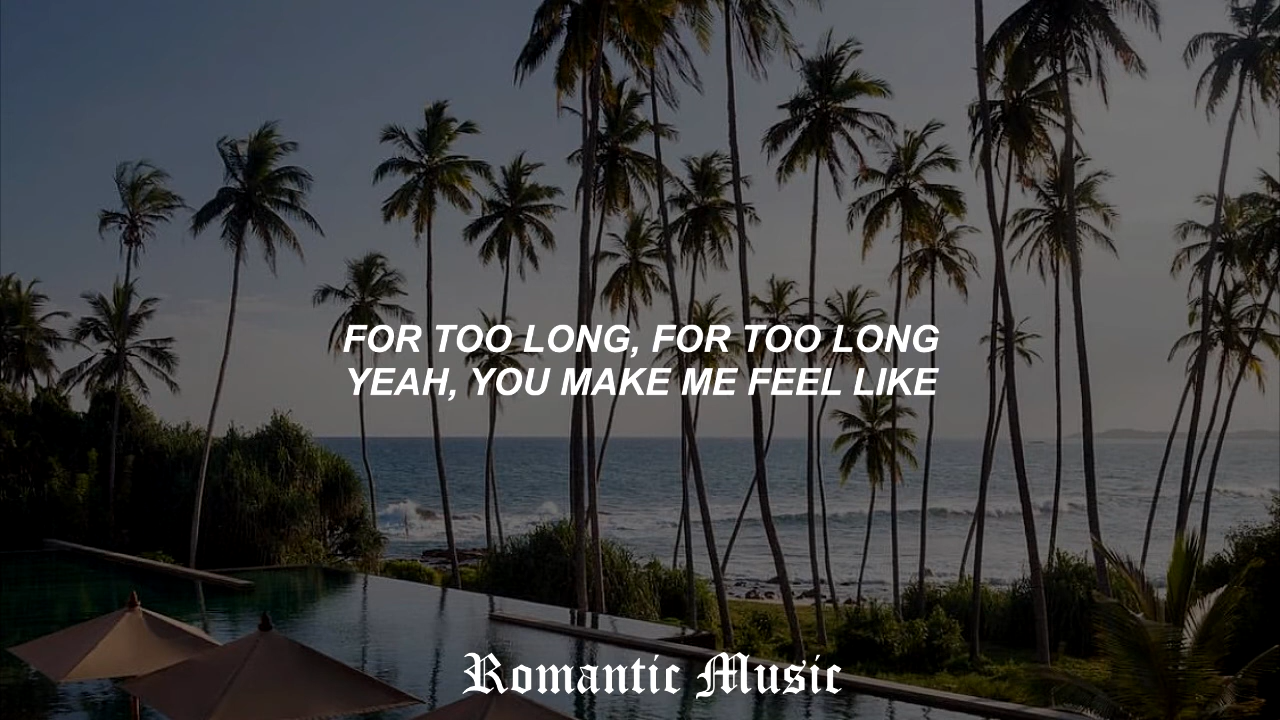 FOR TOO LONG, FOR TOO LONG
YEAH, YOU MAKE ME FEEL LIKE
Romantic Music